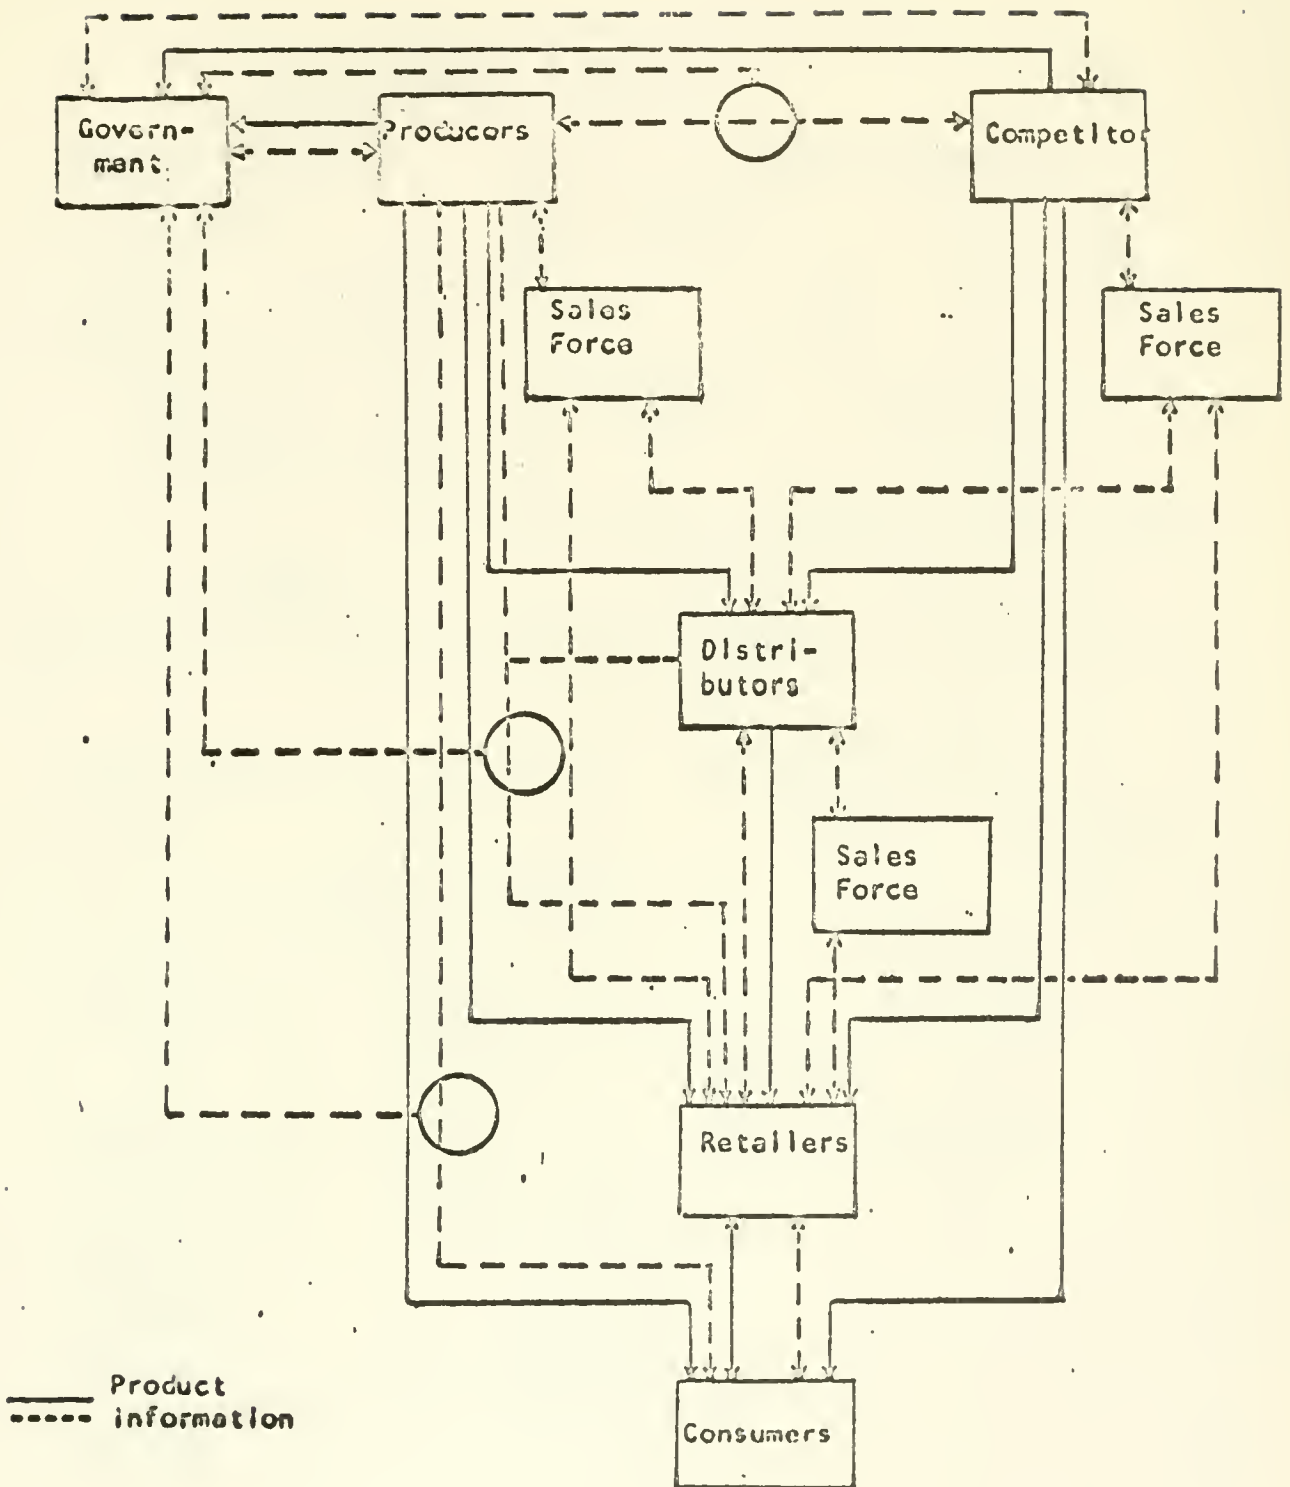 Govern-
ment
Producers
Competitor
Sales
Force
Sales
Force
Distri-
butors
Sales
Force
Retailers
Consumers
Product
information